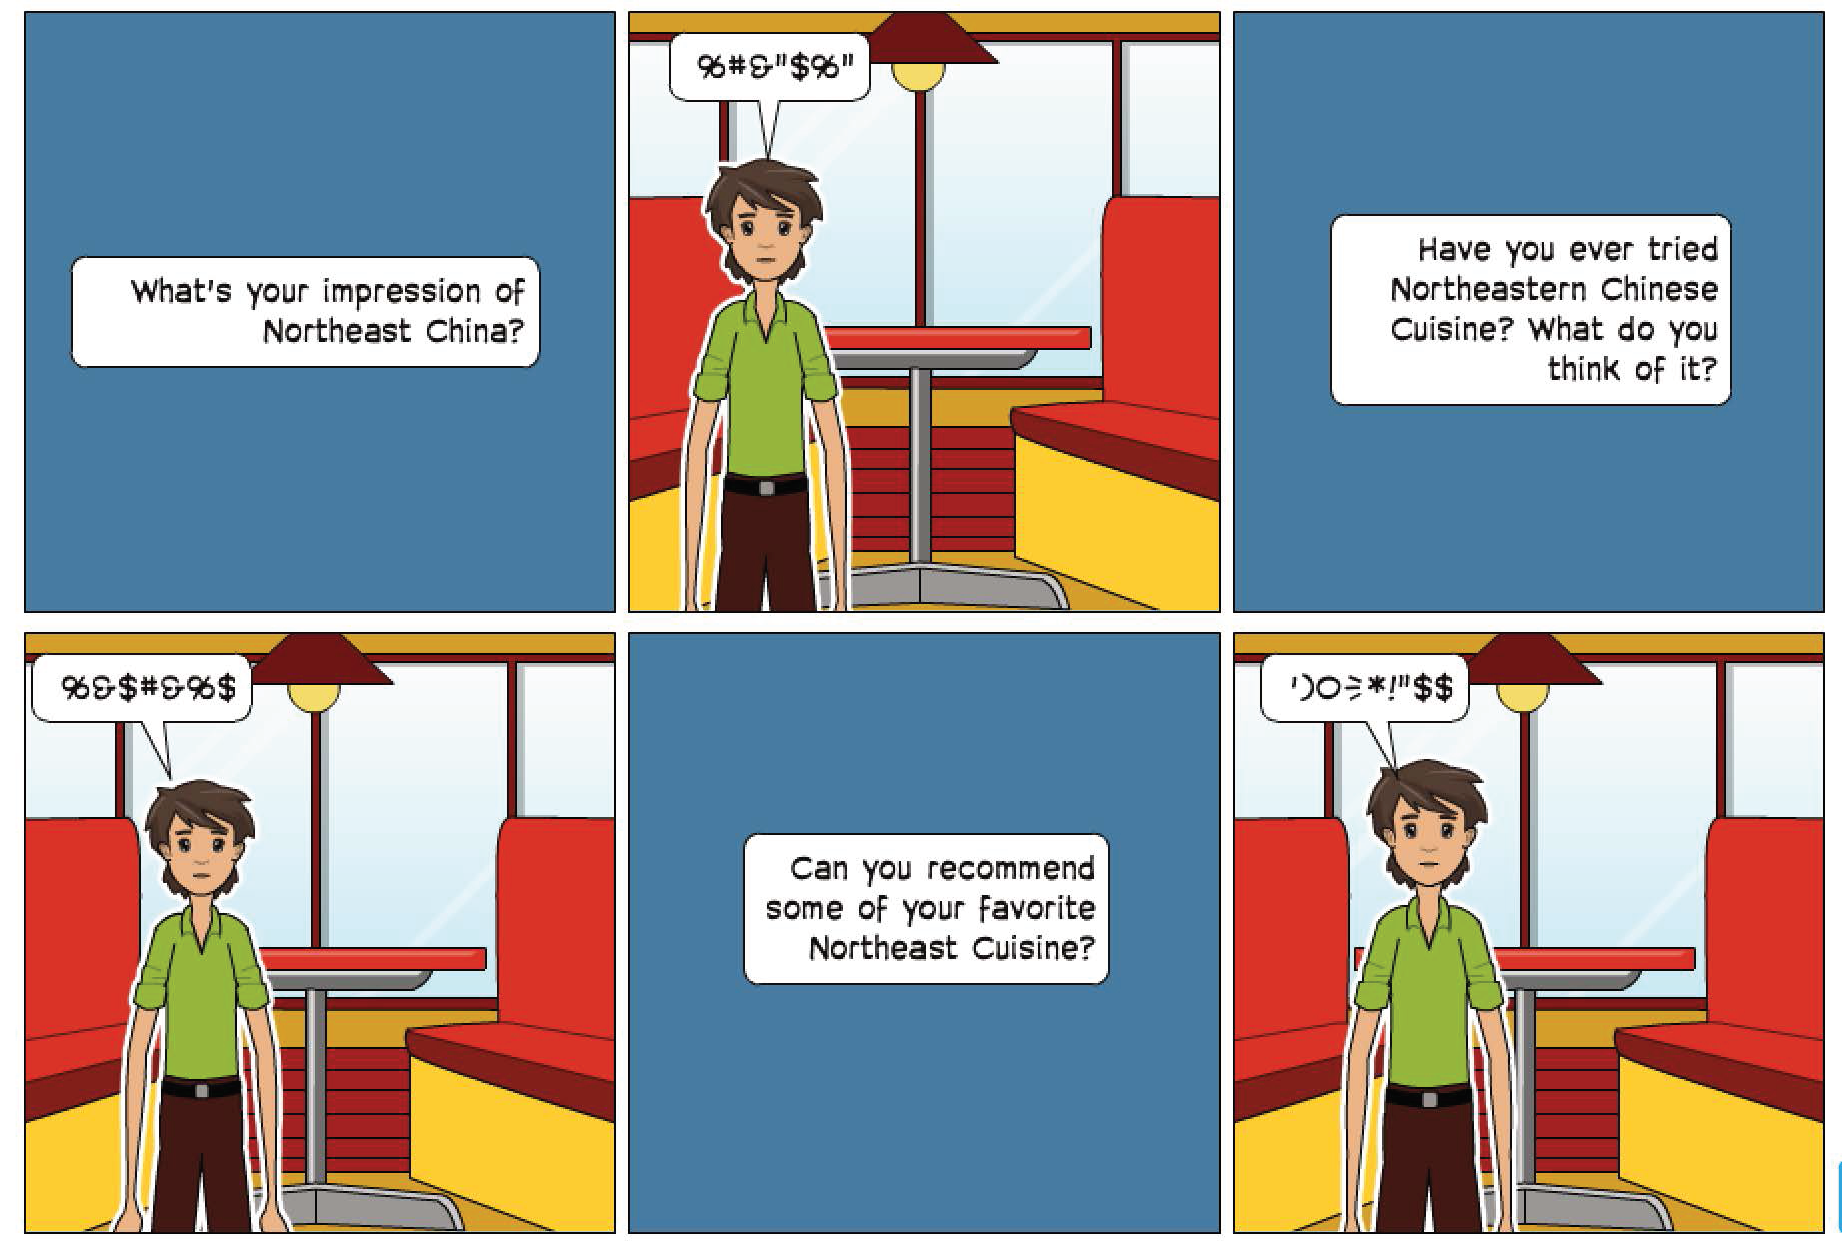 What's your impression of
Northeast China?
%#&"$%"
Have you ever tried
Northeastern Chinese
Cuisine? What do you
think of it?
%&$#&%$
Can you recommend
some of your favorite
Northeast Cuisine?
*!"$$